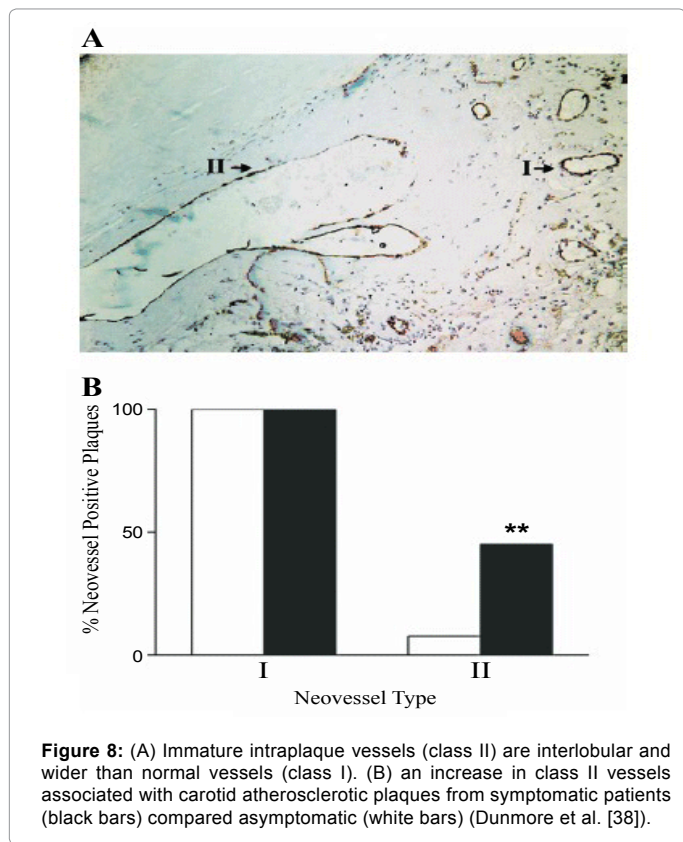 A
II
I
B
100
50
0
% Neovessel Positive Plaques
**
I
II
Neovessel Type
Figure 8: (A) Immature intraplaque vessels (class II) are interlobular and
wider than normal vessels (class I). (B) an increase in class II vessels
associated with carotid atherosclerotic plaques from symptomatic patients
(black bars) compared asymptomatic (white bars) (Dunmore et al. [38]).